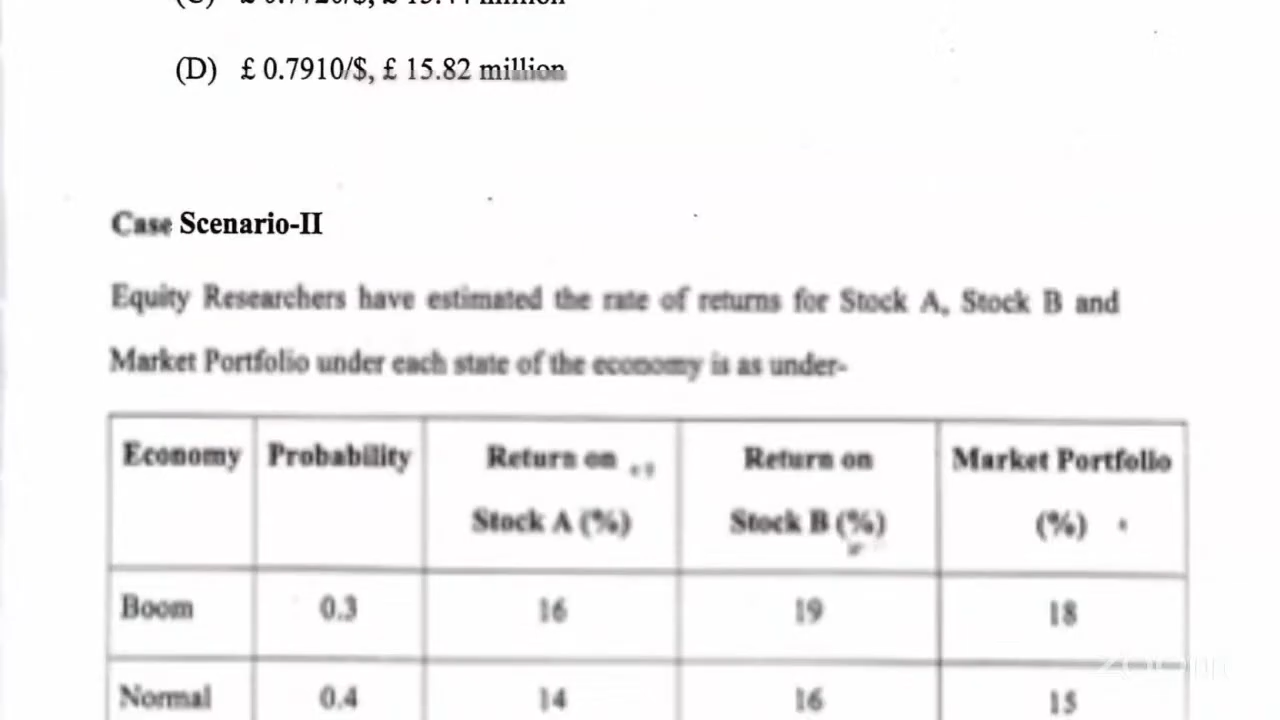 (D) £ 0.7910/$, £ 15.82 million
Case Scenario-II
Equity Researchers have estimated the rate of returns for Stock A, Stock B and
Market Portfolio under each state of the economy is as under-
Economy Probability Return on Stock A (%) Return on Stock B (%) Market Portfolio (%)
Boom 0.3 16 19 18
Normal 0.4 14 16 15
zoom